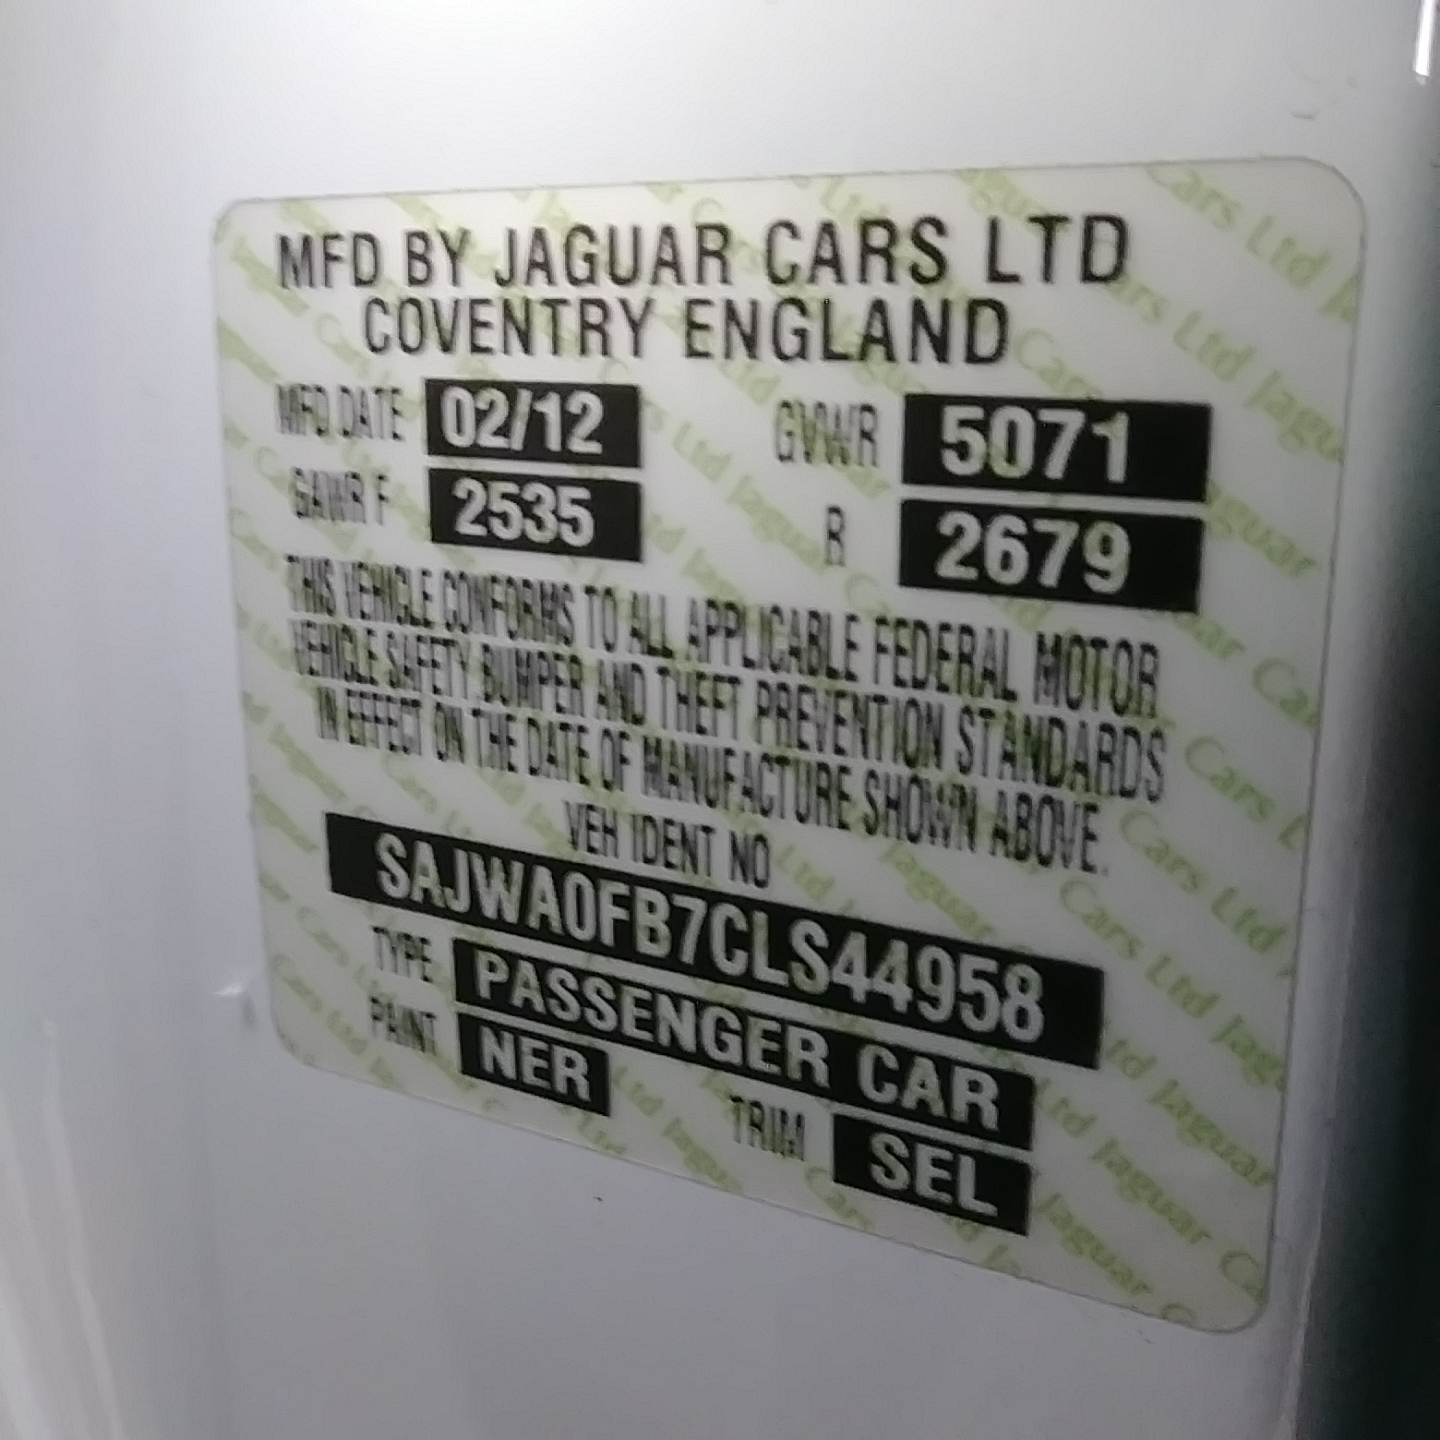 MFD BY JAGUAR CARS LTD
COVENTRY ENGLAND
MFD DATE 02/12 GVWR 5071
GAWR F 2535 R 2679
THIS VEHICLE CONFORMS TO ALL APPLICABLE FEDERAL MOTOR
VEHICLE SAFETY, BUMPER AND THEFT PREVENTION STANDARDS
IN EFFECT ON THE DATE OF MANUFACTURE SHOWN ABOVE.
VEH IDENT NO
SAJWA0FB7CLS44958
TYPE PASSENGER CAR
PAINT NER TRIM SEL